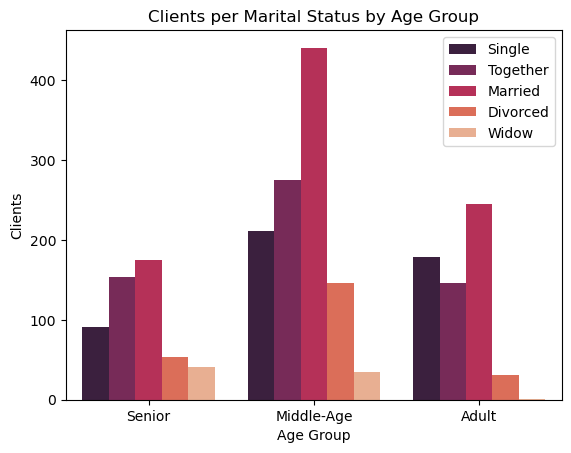 Clients per Marital Status by Age Group
Single
Together
Married
Divorced
Widow
400
300
200
100
0
Clients
Senior
Middle-Age
Adult
Age Group